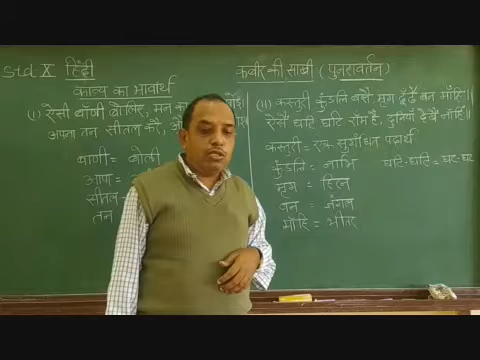 Std X हिंदी
काव्य का भावार्थ
(I) ऐसी बाँणी बोलिए, मन का
अपना तन सीतल करै,
बाणी = बोली
आपा =
सीतल =
तन
कबीर की साखी (पुनरावर्तन)
(II) कस्तूरी कुंडलि बसै, मृग ढूँढै बन माँहि।
ऐसैं घटि घटि राँम है, दुनियाँ देखै नाँहिं॥
कस्तूरी = एक सुगंधित पदार्थ
कुंडलि = नाभि
घटि-घटि = घट-घट
मृग = हिरन
बन = जंगल
माँहि = भीतर